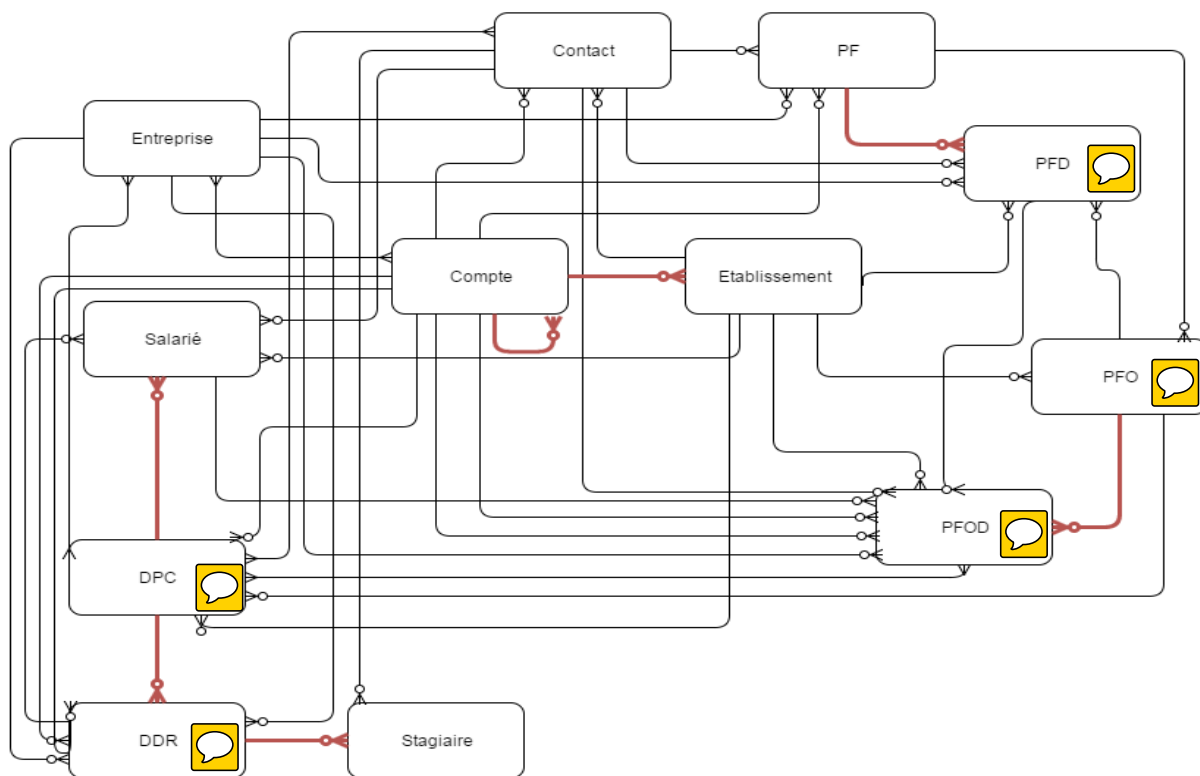 Contact
PF
Entreprise
PFD
Compte
Etablissement
Salarié
PFO
PFOD
DPC
DDR
Stagiaire